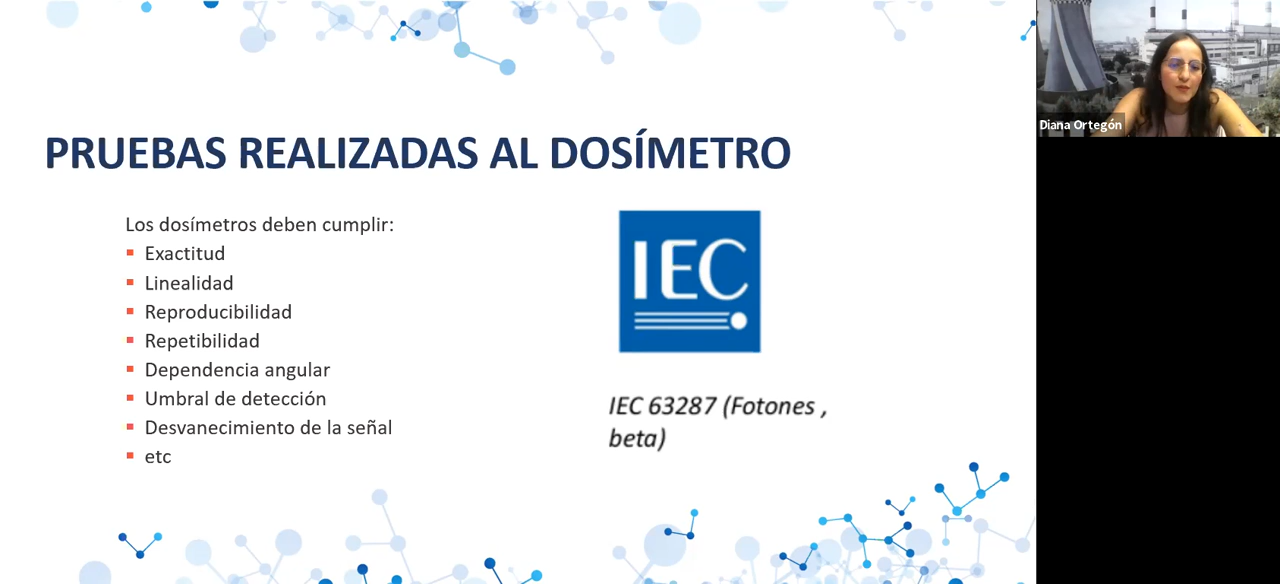 PRUEBAS REALIZADAS AL DOSÍMETRO
Los dosímetros deben cumplir:
Exactitud
Linealidad
Reproducibilidad
Repetibilidad
Dependencia angular
Umbral de detección
Desvanecimiento de la señal
etc
IEC
IEC 63287 (Fotones ,
beta)
Diana Ortegón